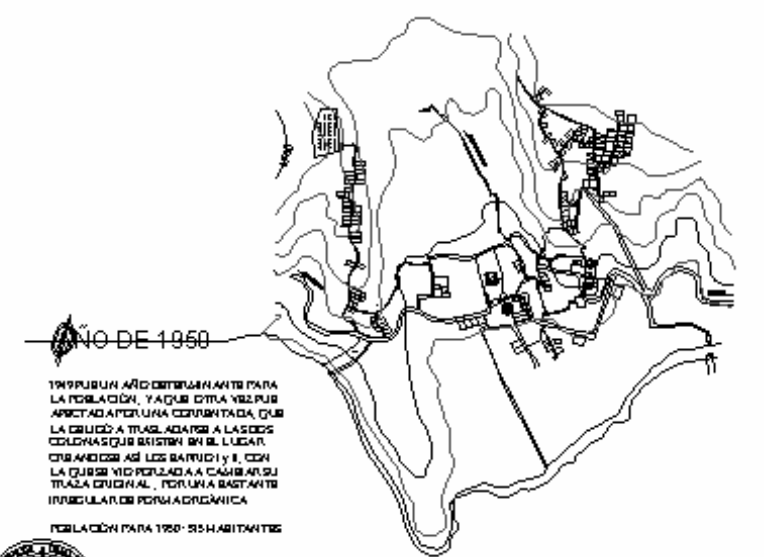 AÑO DE 1950
1949 FUE UN AÑO DETERMINANTE PARA
LA POBLACIÓN, YA QUE OTRA VEZ FUE
AFECTADA POR UNA CORRENTADA, QUE
LA OBLIGÓ A TRASLADARSE A LAS DOS
COLONAS QUE EXISTEN EN EL LUGAR
CREANDOSE ASÍ LOS BARRIO I y II, CON
LA QUE SE VIO FORZADA A CAMBIAR SU
TRAZA ORIGINAL, POR UNA BASTANTE
IRREGULAR DE FORMA ORGÁNICA
POBLACIÓN PARA 1950- HABITANTES